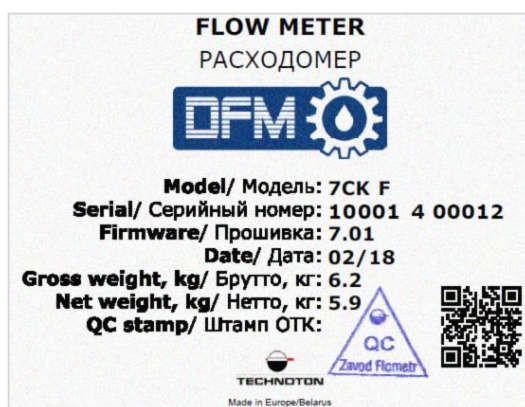 FLOW METER
РАСХОДОМЕР
DFM
Model/ Модель: 7CK F
Serial/ Серийный номер: 10001 4 00012
Firmware/ Прошивка: 7.01
Date/ Дата: 02/18
Gross weight, kg/ Брутто, кг: 6.2
Net weight, kg/ Нетто, кг: 5.9
QC stamp/ Штамп ОТК:
QC
Zavod Flometr
TECHNOTON
Made in Europe/Belarus